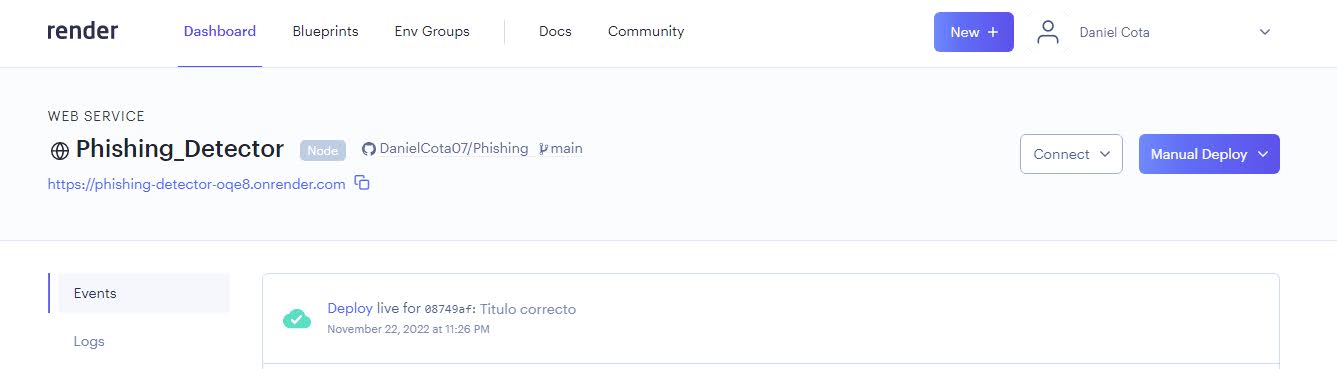 render Dashboard Blueprints Env Groups Docs Community New + Daniel Cota
WEB SERVICE
Phishing_Detector Node DanielCota07/Phishing main
Connect Manual Deploy
https://phishing-detector-oqe8.onrender.com
Events
Logs
Deploy live for 08749af: Titulo correcto
November 22, 2022 at 11:26 PM